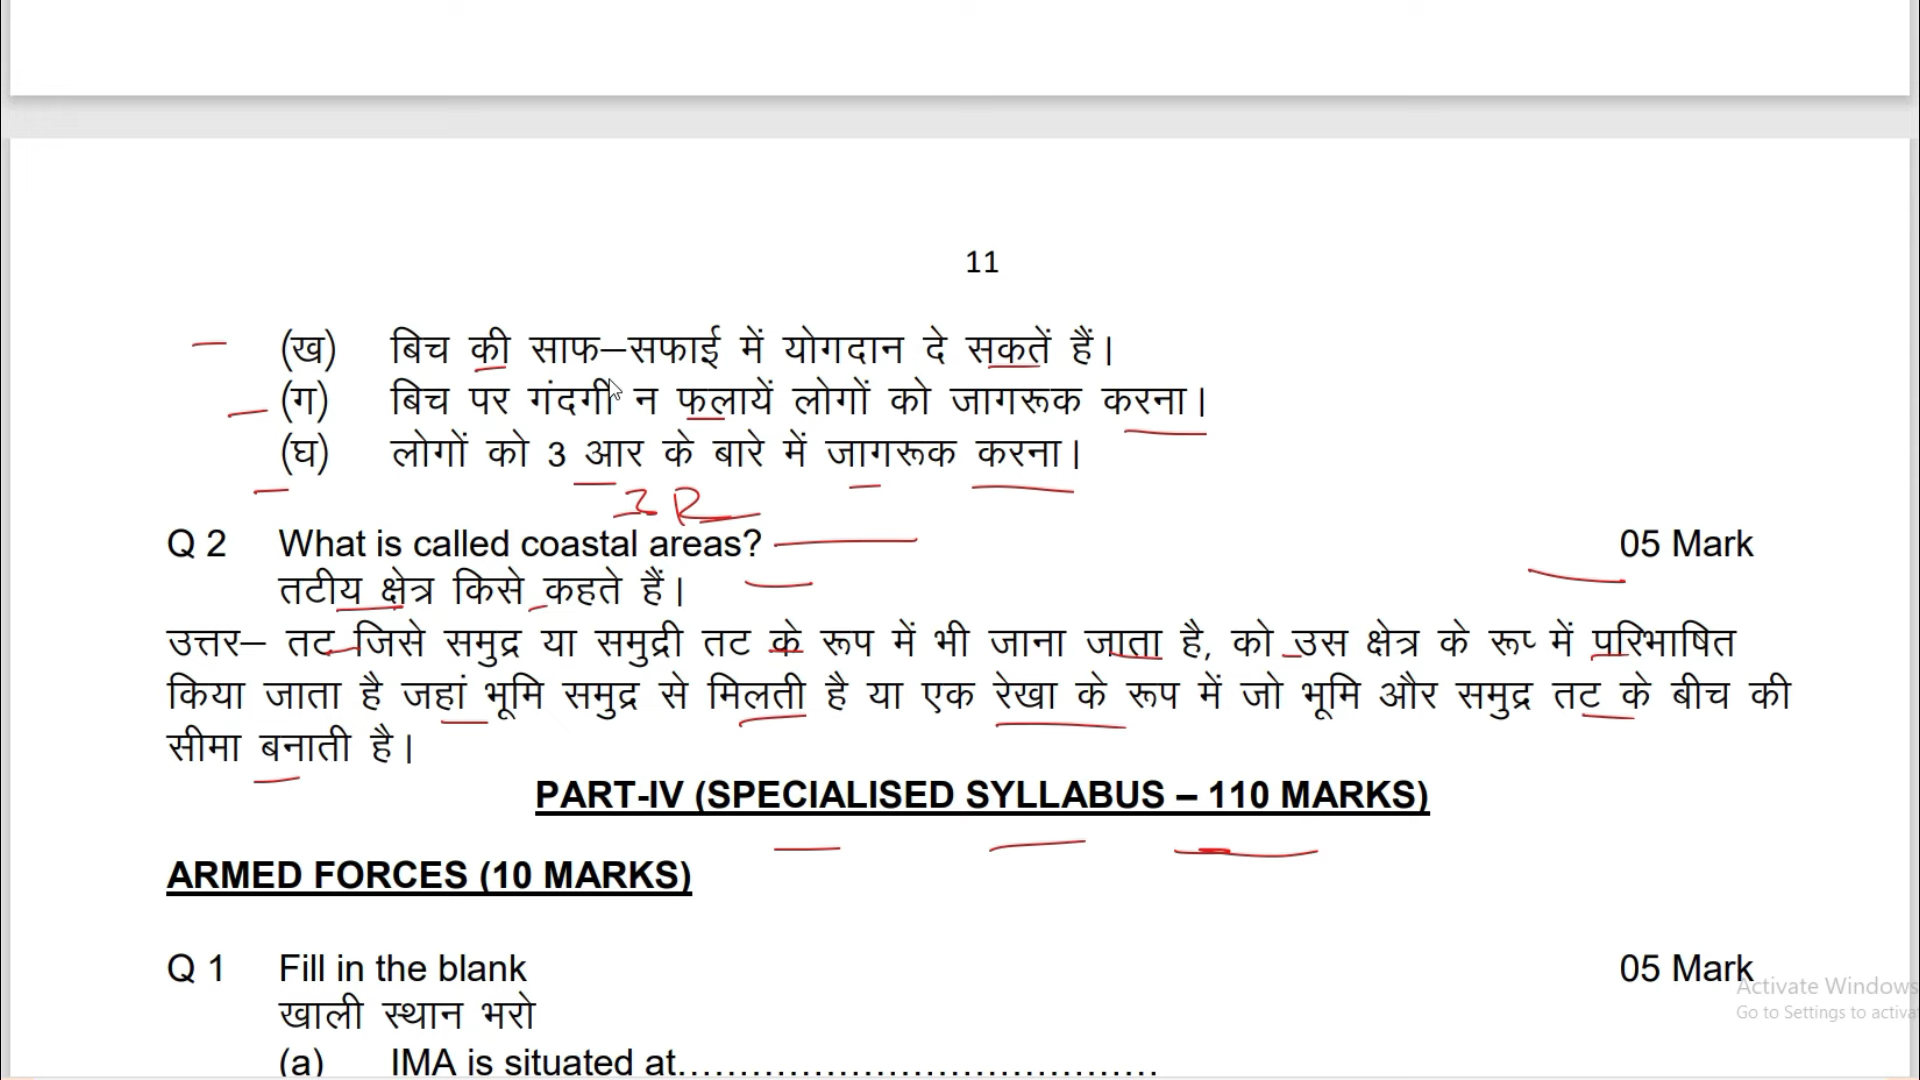 11
(ख) बिच की साफ–सफाई में योगदान दे सकतें हैं।
(ग) बिच पर गंदगी न फलायें लोगों को जागरूक करना।
(घ) लोगों को 3 आर के बारे में जागरूक करना।
3 R
Q 2 What is called coastal areas? 05 Mark
तटीय क्षेत्र किसे कहते हैं।
उत्तर– तट जिसे समुद्र या समुद्री तट के रूप में भी जाना जाता है, को उस क्षेत्र के रूप में परिभाषित
किया जाता है जहां भूमि समुद्र से मिलती है या एक रेखा के रूप में जो भूमि और समुद्र तट के बीच की
सीमा बनाती है।
PART-IV (SPECIALISED SYLLABUS – 110 MARKS)
ARMED FORCES (10 MARKS)
Q 1 Fill in the blank 05 Mark
Activate Windows
Go to Settings to activa
खाली स्थान भरो
(a) IMA is situated at……………………………………